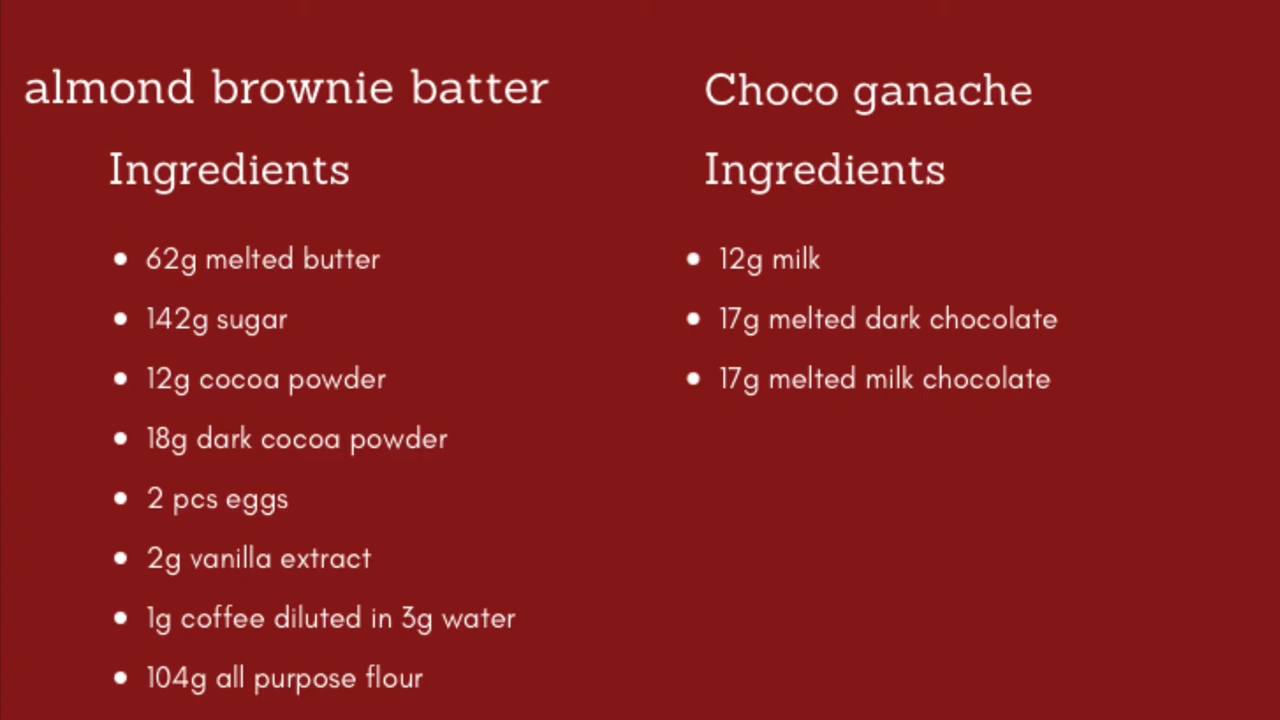 almond brownie batter
Ingredients
62g melted butter
142g sugar
12g cocoa powder
18g dark cocoa powder
2 pcs eggs
2g vanilla extract
1g coffee diluted in 3g water
104g all purpose flour
Choco ganache
Ingredients
12g milk
17g melted dark chocolate
17g melted milk chocolate